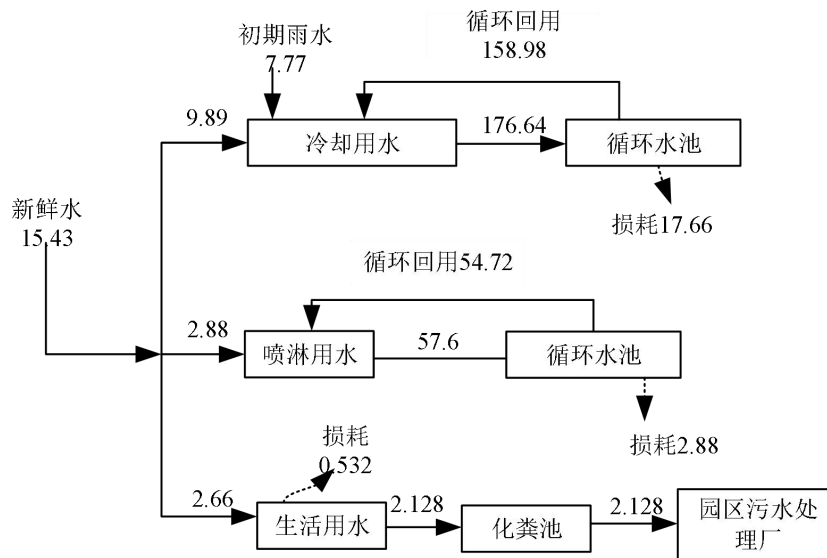 初期雨水
7.77
循环回用
158.98
9.89
冷却用水
176.64
循环水池
新鲜水
15.43
损耗17.66
循环回用54.72
2.88
喷淋用水
57.6
循环水池
损耗2.88
损耗
0.532
2.66
生活用水
2.128
化粪池
2.128
园区污水处
理厂